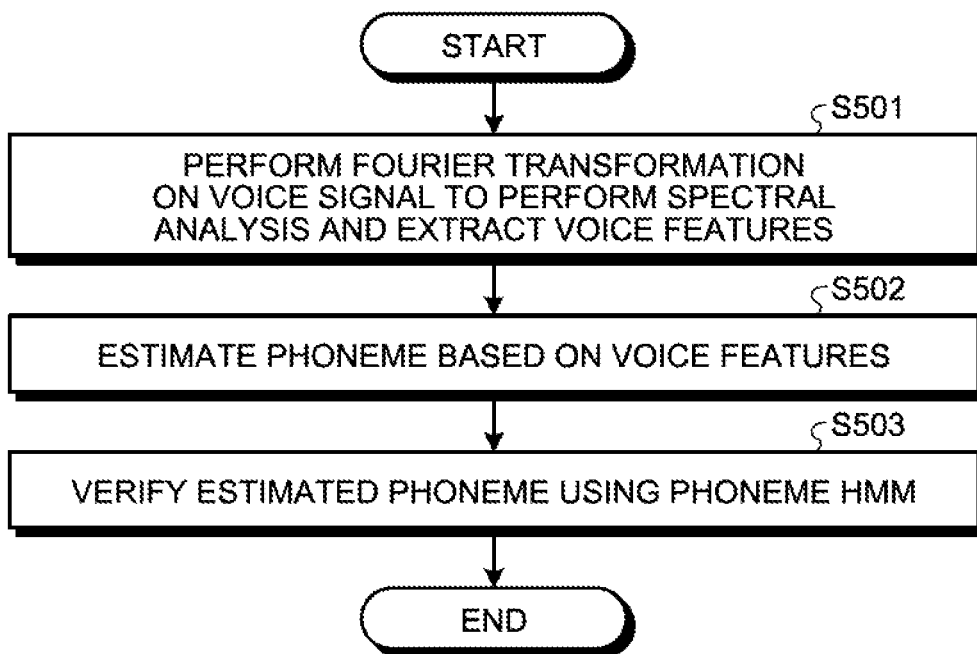 START
S501
PERFORM FOURIER TRANSFORMATION
ON VOICE SIGNAL TO PERFORM SPECTRAL
ANALYSIS AND EXTRACT VOICE FEATURES
S502
ESTIMATE PHONEME BASED ON VOICE FEATURES
S503
VERIFY ESTIMATED PHONEME USING PHONEME HMM
END